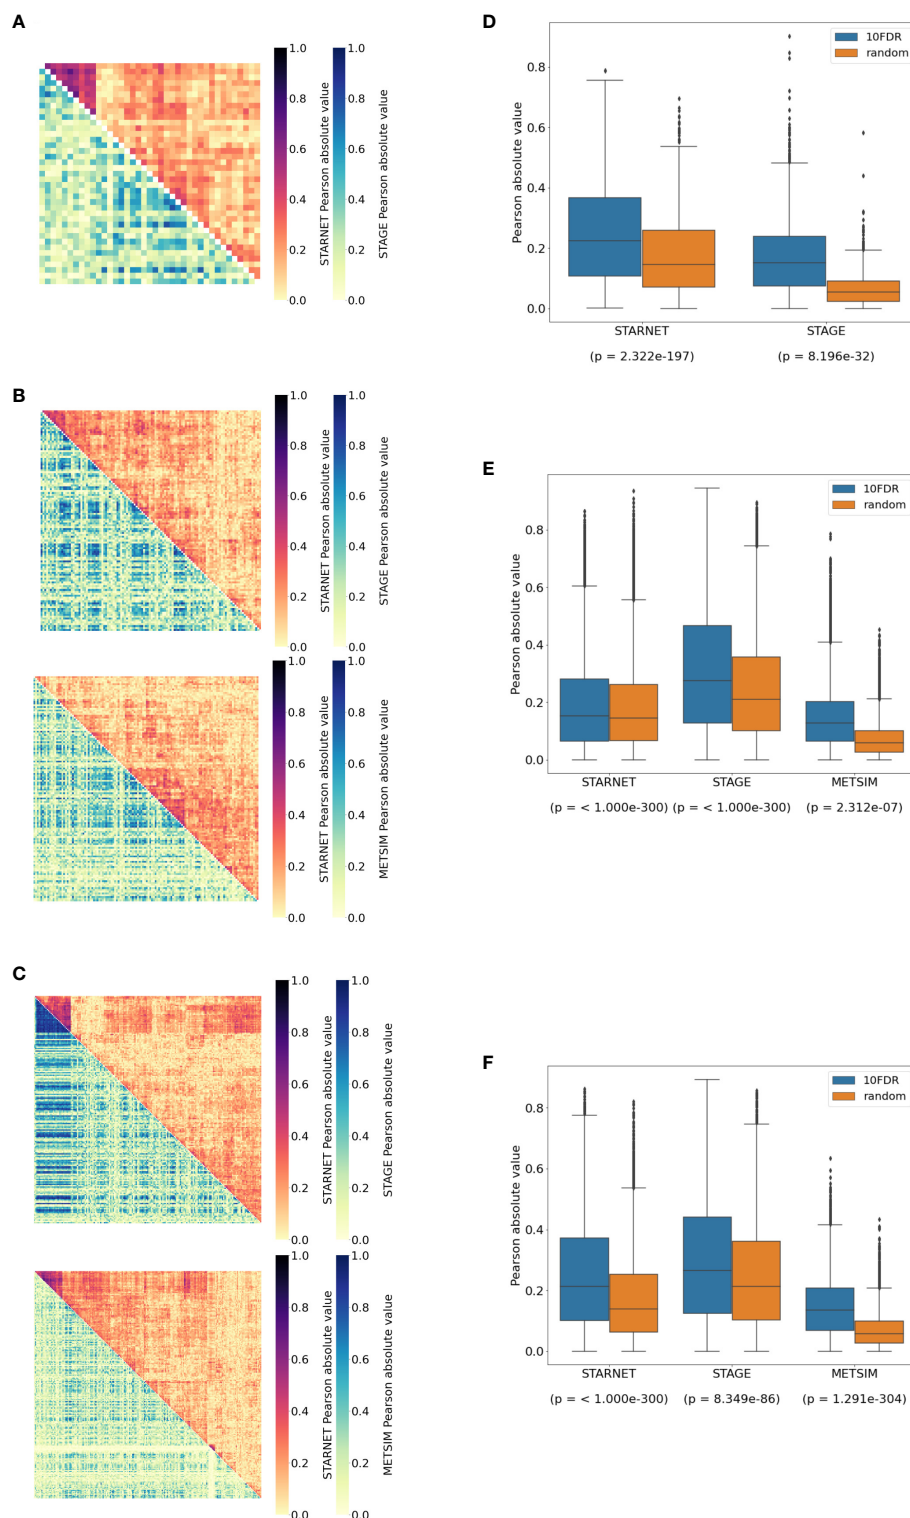 A
1.0
0.8
0.6
0.4
0.2
0.0
STARNET Pearson absolute value
1.0
0.8
0.6
0.4
0.2
0.0
STAGE Pearson absolute value
D
Pearson absolute value
0.8
0.6
0.4
0.2
0.0
10FDR
random
STARNET
STAGE
(p = 2.322e-197)
(p = 8.196e-32)
B
1.0
0.8
0.6
0.4
0.2
0.0
STARNET Pearson absolute value
1.0
0.8
0.6
0.4
0.2
0.0
STAGE Pearson absolute value
1.0
0.8
0.6
0.4
0.2
0.0
STARNET Pearson absolute value
1.0
0.8
0.6
0.4
0.2
0.0
METSIM Pearson absolute value
E
Pearson absolute value
0.8
0.6
0.4
0.2
0.0
10FDR
random
STARNET
STAGE
METSIM
(p = < 1.000e-300)
(p = < 1.000e-300)
(p = 2.312e-07)
C
1.0
0.8
0.6
0.4
0.2
0.0
STARNET Pearson absolute value
1.0
0.8
0.6
0.4
0.2
0.0
STAGE Pearson absolute value
1.0
0.8
0.6
0.4
0.2
0.0
STARNET Pearson absolute value
1.0
0.8
0.6
0.4
0.2
0.0
METSIM Pearson absolute value
F
Pearson absolute value
0.8
0.6
0.4
0.2
0.0
10FDR
random
STARNET
STAGE
METSIM
(p = < 1.000e-300)
(p = 8.349e-86)
(p = 1.291e-304)